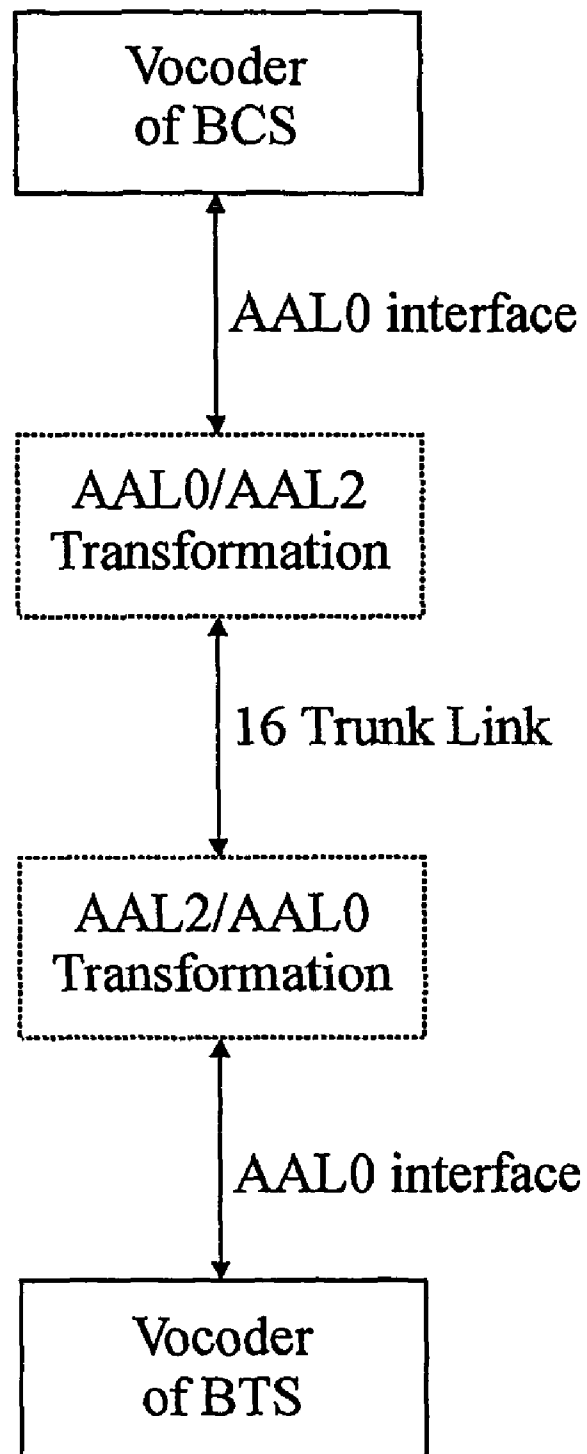 Vocoder
of BCS
AAL0 interface
AAL0/AAL2
Transformation
16 Trunk Link
AAL2/AAL0
Transformation
AAL0 interface
Vocoder
of BTS